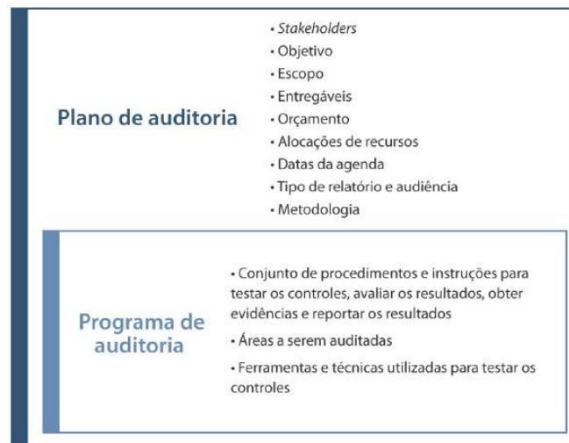 Plano de auditoria
• Stakeholders
• Objetivo
• Escopo
• Entregáveis
• Orçamento
• Alocações de recursos
• Datas da agenda
• Tipo de relatório e audiência
• Metodologia
Programa de
auditoria
• Conjunto de procedimentos e instruções para
testar os controles, avaliar os resultados, obter
evidências e reportar os resultados
• Áreas a serem auditadas
• Ferramentas e técnicas utilizadas para testar os
controles